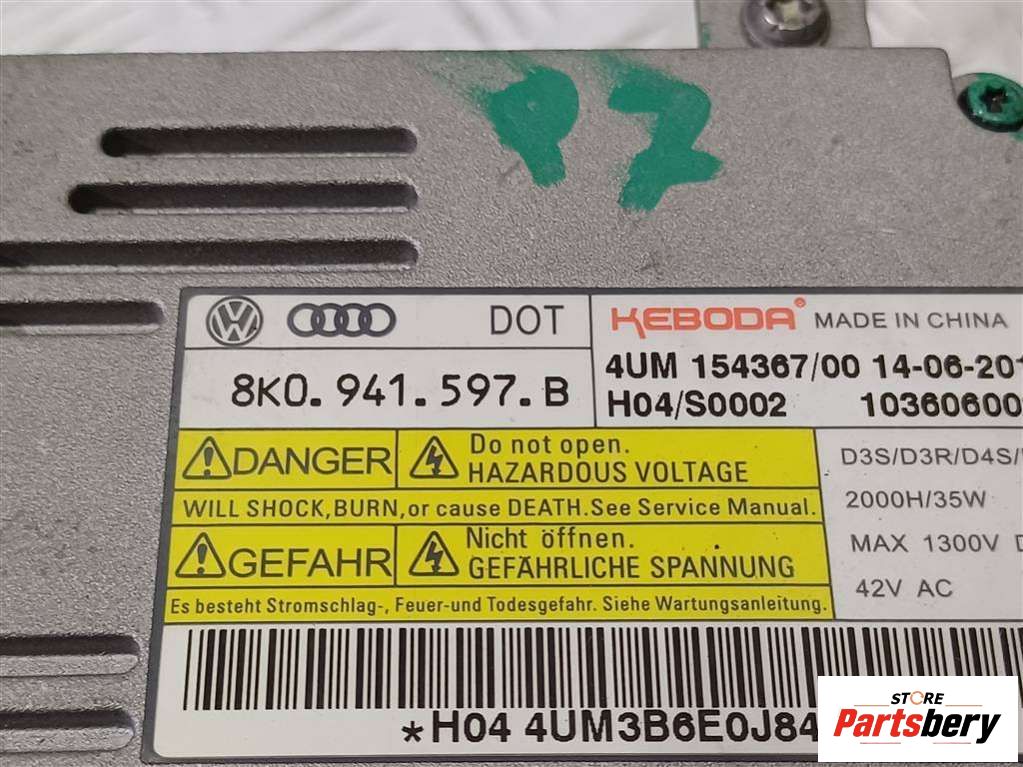 P7
DOT
KEBODA® MADE IN CHINA
8K0.941.597.B
4UM 154367/00 14-06-201
H04/S0002 10360600
DANGER
Do not open.
HAZARDOUS VOLTAGE
WILL SHOCK,BURN,or cause DEATH.See Service Manual.
GEFAHR
Nicht öffnen.
GEFÄHRLICHE SPANNUNG
Es besteht Stromschlag-, Feuer-und Todesgefahr. Siehe Wartungsanleitung.
D3S/D3R/D4S/
2000H/35W
MAX 1300V
42V AC
*H04 4UM3B6E0J84
STORE
Partsbery